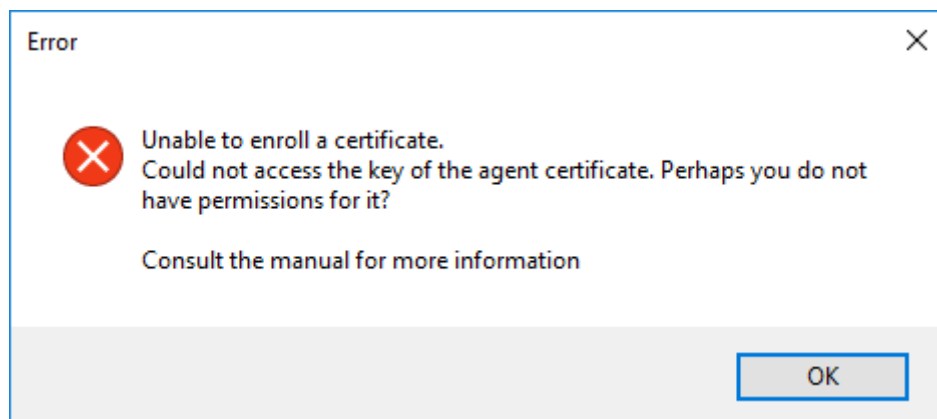 Error
Unable to enroll a certificate.
Could not access the key of the agent certificate. Perhaps you do not
have permissions for it?
Consult the manual for more information
OK